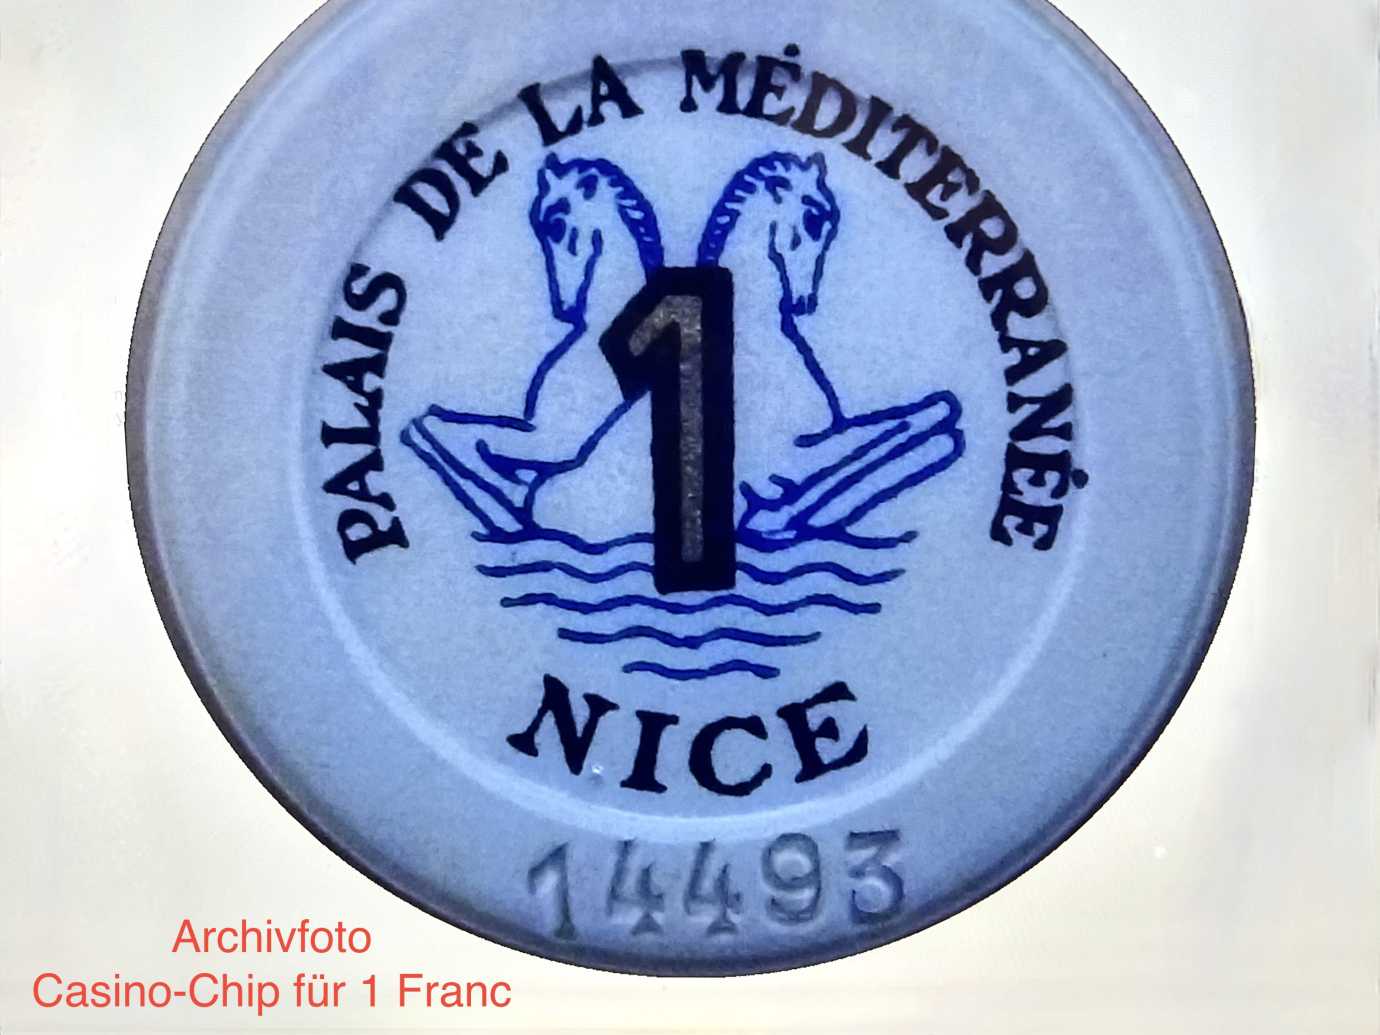 PALAIS DE LA MÉDITERRANÉE
1
NICE
14493
Archivfoto
Casino-Chip für 1 Franc